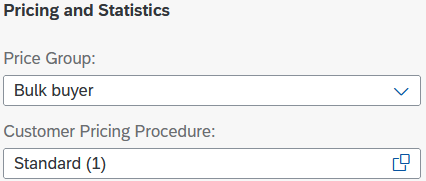 Pricing and Statistics
Price Group:
Bulk buyer
Customer Pricing Procedure:
Standard (1)